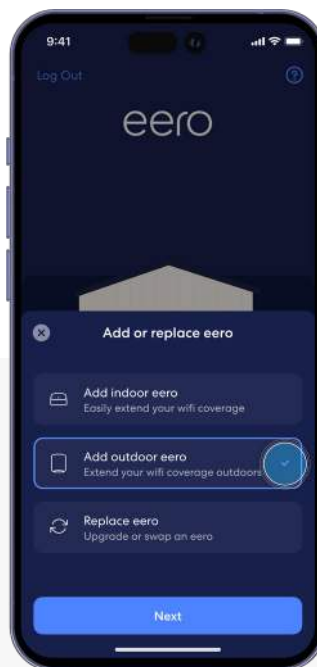 9:41
Log Out
eero
Add or replace eero
Add indoor eero
Easily extend your wifi coverage
Add outdoor eero
Extend your wifi coverage outdoors
Replace eero
Upgrade or swap an eero
Next